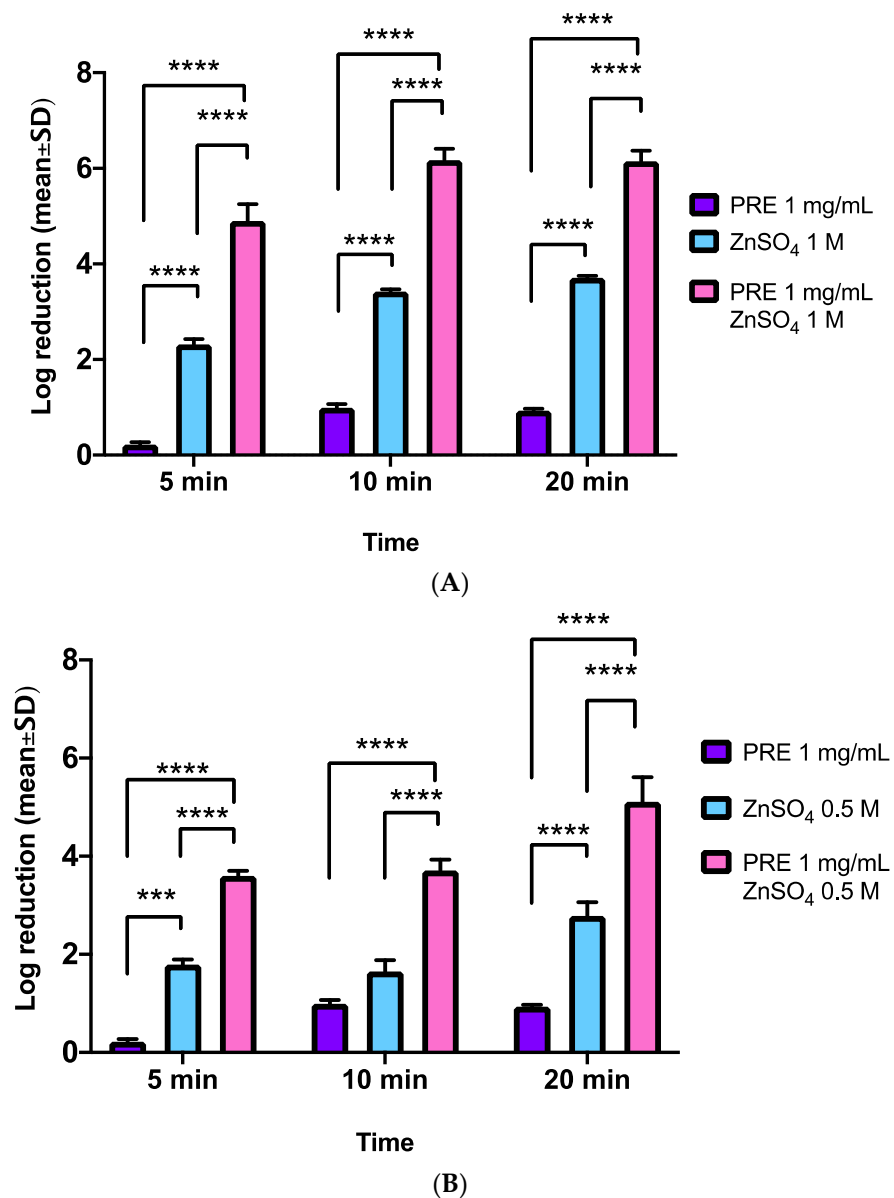 ****
****
****
****
****
****
****
****
****
Log reduction (mean±SD)
8
6
4
2
0
5 min
10 min
20 min
Time
PRE 1 mg/mL
ZnSO₄ 1 M
PRE 1 mg/mL
ZnSO₄ 1 M
(A)
****
****
****
****
****
****
****
***
Log reduction (mean±SD)
8
6
4
2
0
5 min
10 min
20 min
Time
PRE 1 mg/mL
ZnSO₄ 0.5 M
PRE 1 mg/mL
ZnSO₄ 0.5 M
(B)